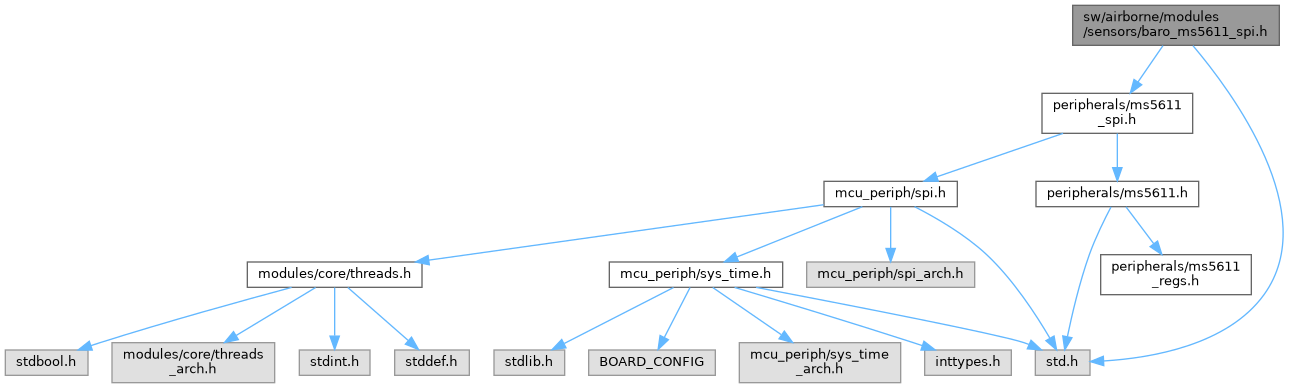 sw/airborne/modules
/sensors/baro_ms5611_spi.h
peripherals/ms5611
_spi.h
mcu_periph/spi.h
peripherals/ms5611.h
modules/core/threads.h
mcu_periph/sys_time.h
mcu_periph/spi_arch.h
peripherals/ms5611
_regs.h
stdbool.h
modules/core/threads
_arch.h
stdint.h
stddef.h
stdlib.h
BOARD_CONFIG
mcu_periph/sys_time
_arch.h
inttypes.h
std.h